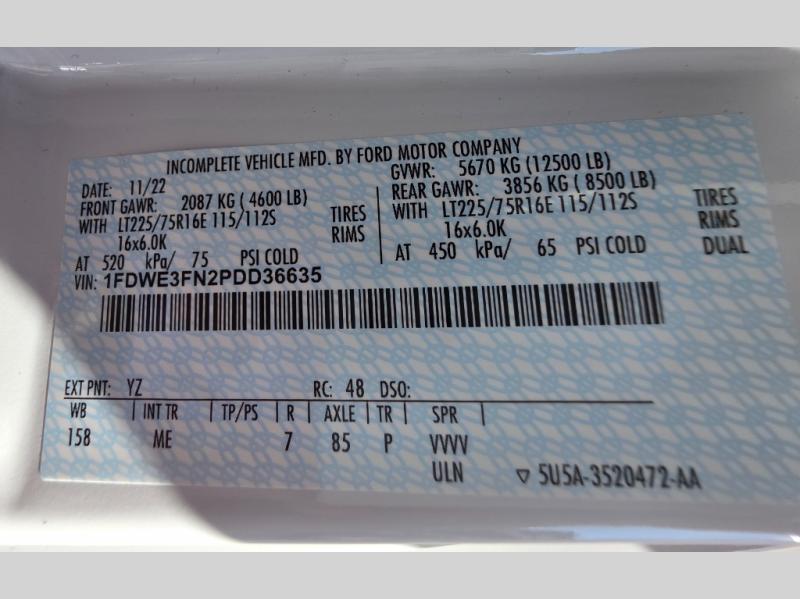 INCOMPLETE VEHICLE MFD. BY FORD MOTOR COMPANY
DATE: 11/22 GVWR: 5670 KG (12500 LB)
FRONT GAWR: 2087 KG ( 4600 LB) REAR GAWR: 3856 KG ( 8500 LB)
WITH LT225/75R16E 115/112S TIRES WITH LT225/75R16E 115/112S TIRES
16x6.0K RIMS 16x6.0K RIMS
AT 520 kPa/ 75 PSI COLD AT 450 kPa/ 65 PSI COLD DUAL
VIN: 1FDWE3FN2PDD36635
EXT PNT: YZ RC: 48 DSO:
WB | INT TR | TP/PS | R | AXLE | TR | SPR |
158 ME 7 85 P VVVV
ULN ▽ 5U5A-3520472-AA